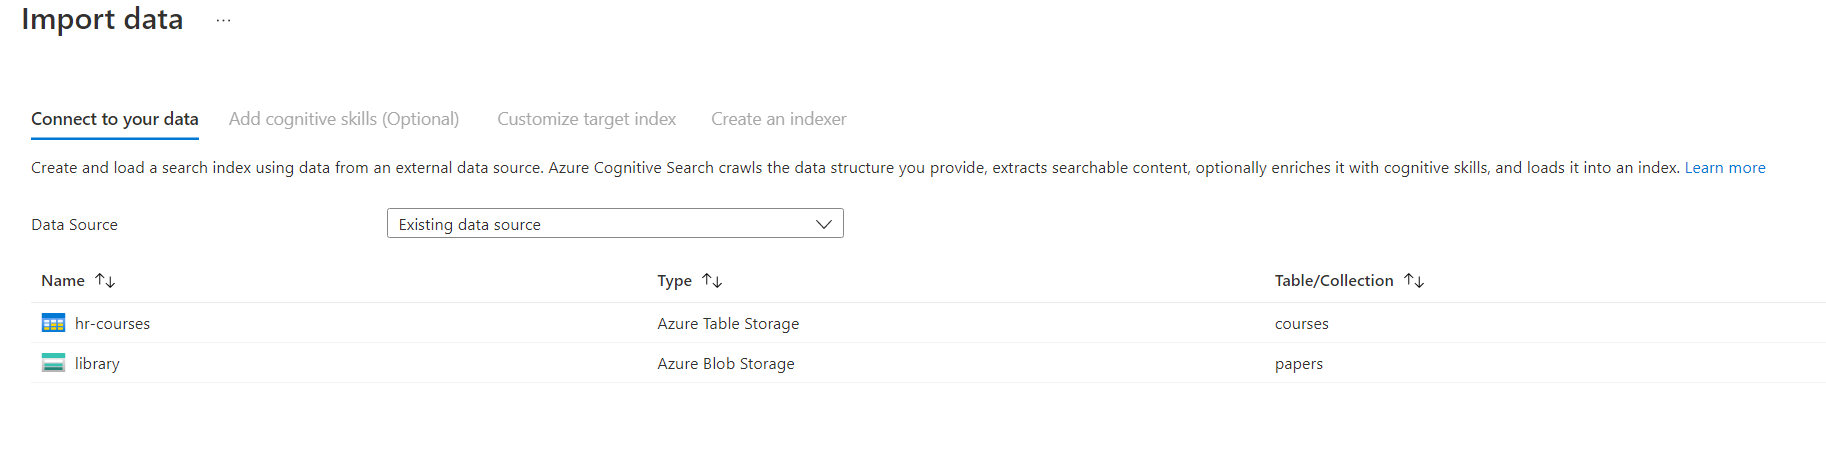 Import data ...
Connect to your data Add cognitive skills (Optional) Customize target index Create an indexer
Create and load a search index using data from an external data source. Azure Cognitive Search crawls the data structure you provide, extracts searchable content, optionally enriches it with cognitive skills, and loads it into an index. Learn more
Data Source Existing data source
Name ↑↓ Type ↑↓ Table/Collection ↑↓
hr-courses Azure Table Storage courses
library Azure Blob Storage papers